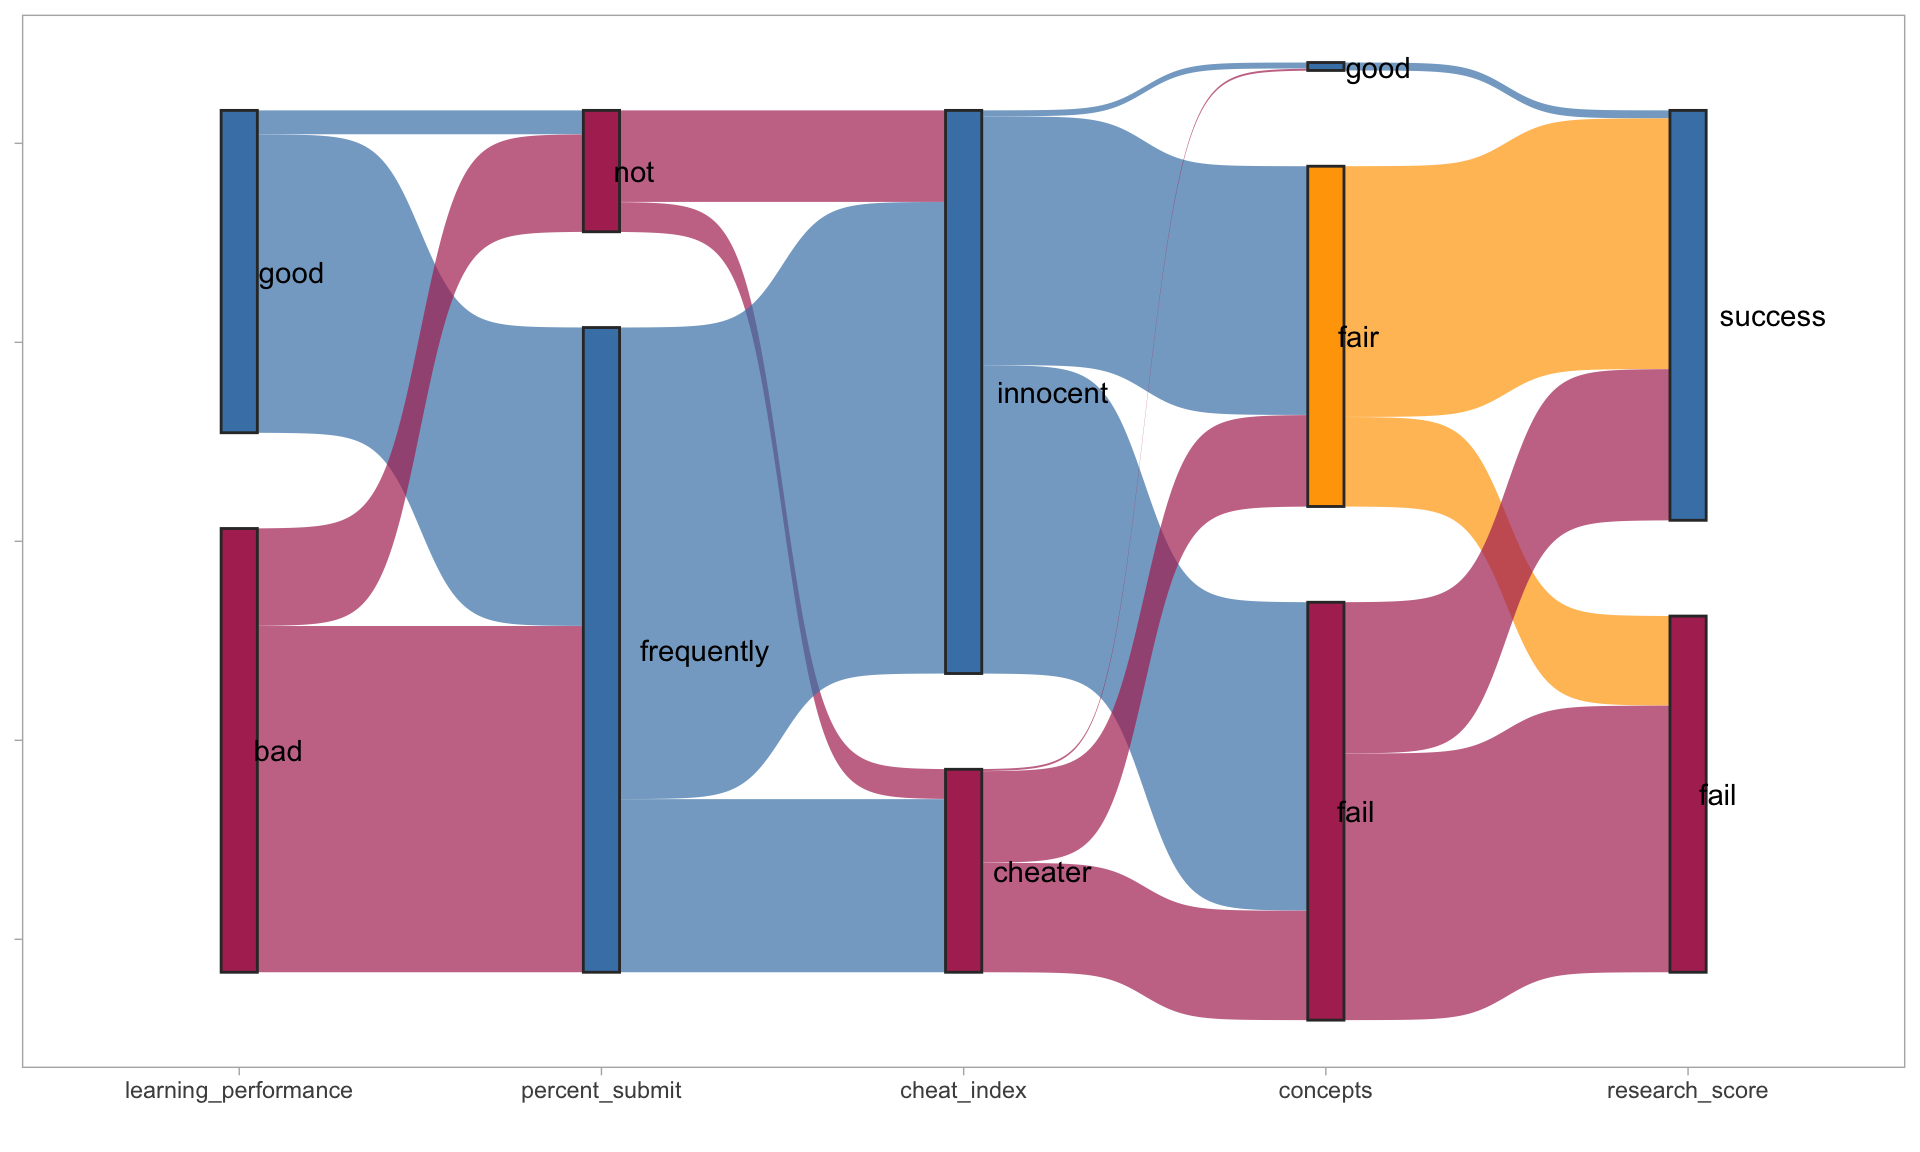 good
not
good
fair
success
innocent
frequently
bad
fail
fail
cheater
learning_performance
percent_submit
cheat_index
concepts
research_score